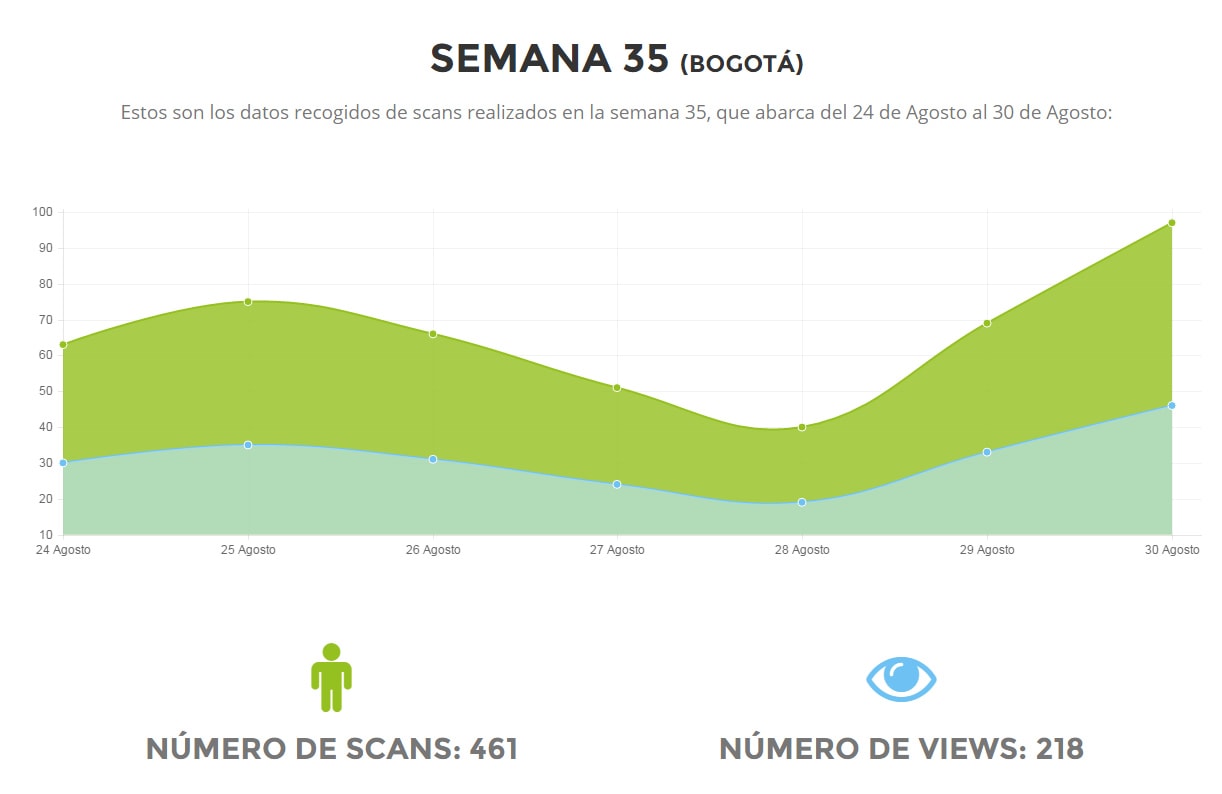 SEMANA 35 (BOGOTÁ)
Estos son los datos recogidos de scans realizados en la semana 35, que abarca del 24 de Agosto al 30 de Agosto:
100
90
80
70
60
50
40
30
20
10
24 Agosto 25 Agosto 26 Agosto 27 Agosto 28 Agosto 29 Agosto 30 Agosto
NÚMERO DE SCANS: 461
NÚMERO DE VIEWS: 218